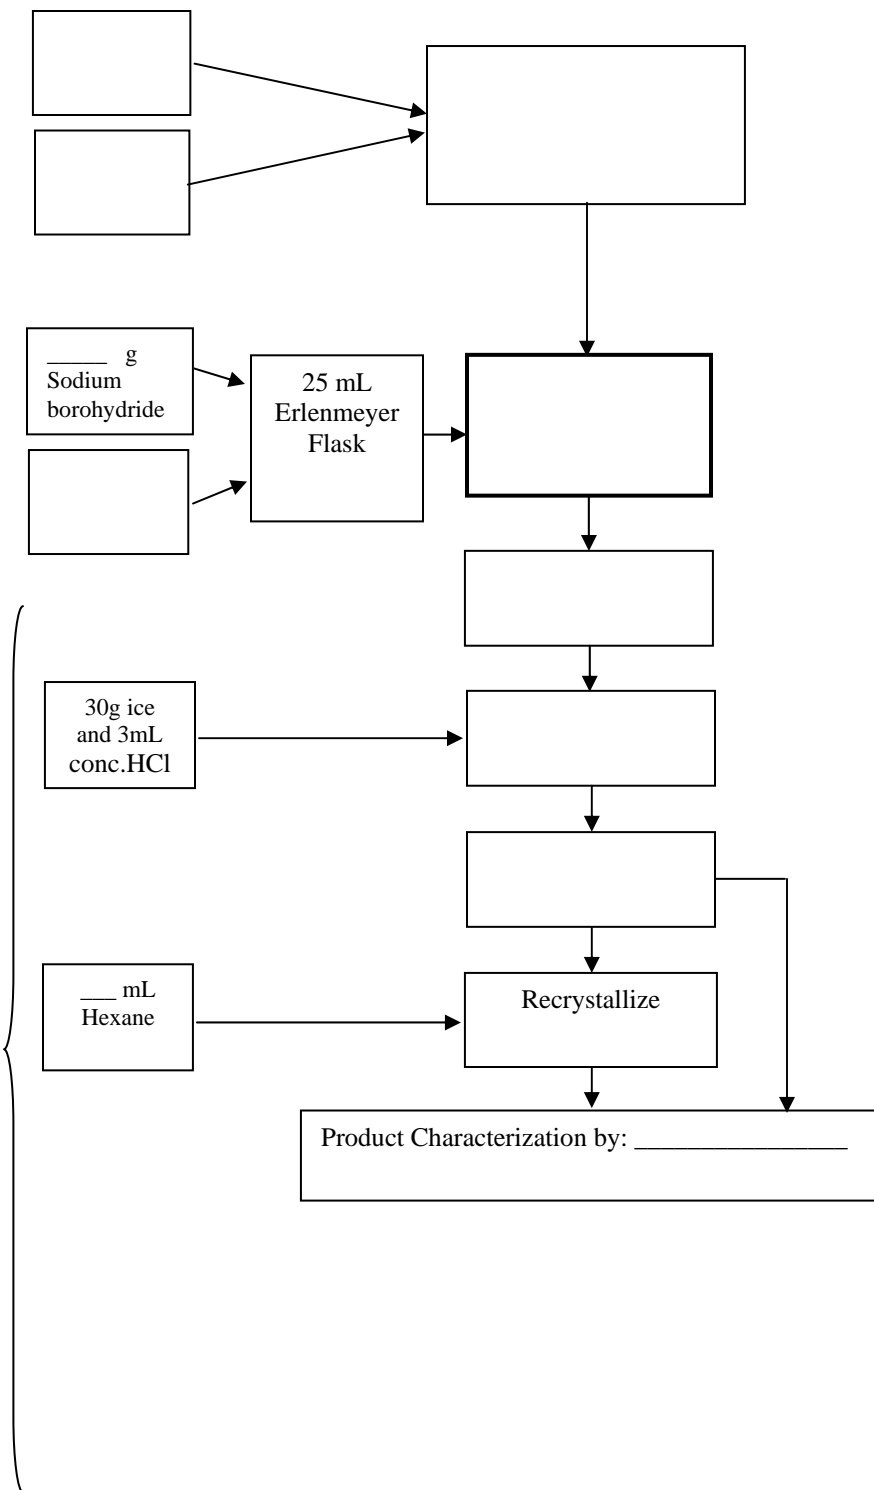 _____ g
Sodium
borohydride
25 mL
Erlenmeyer
Flask
30g ice
and 3mL
conc.HCl
___ mL
Hexane
Recrystallize
Product Characterization by: ________________